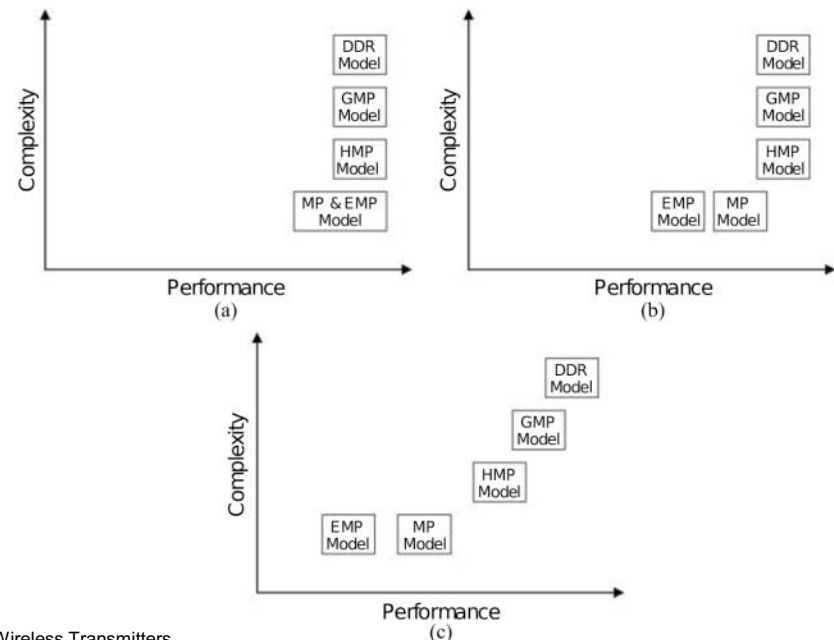 Complexity
DDR
Model
GMP
Model
HMP
Model
MP & EMP
Model
Performance
(a)
Complexity
DDR
Model
GMP
Model
HMP
Model
EMP
Model
MP
Model
Performance
(b)
Complexity
DDR
Model
GMP
Model
HMP
Model
EMP
Model
MP
Model
Performance
(c)
Wireless Transmitters